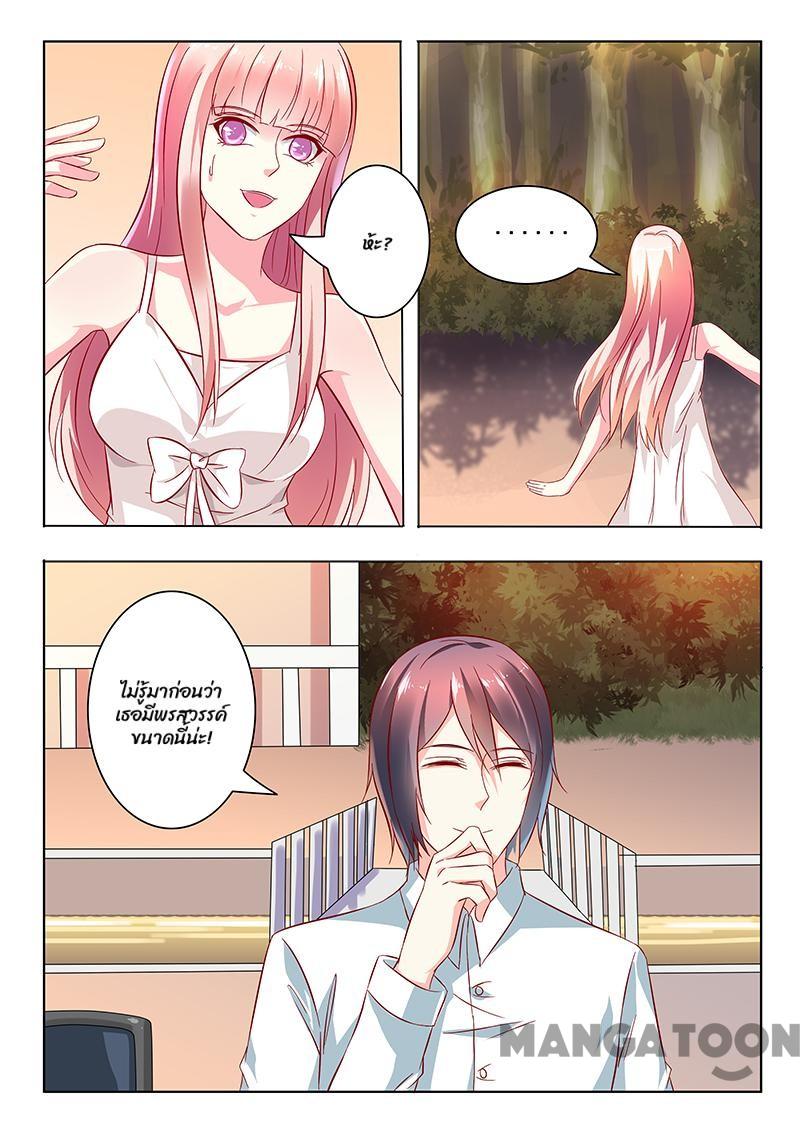 ห้ะ?
......
ไม่รู้มาก่อนว่า
เธอมีพรสวรรค์
ขนาดนี้น่ะ!
MANGATOON